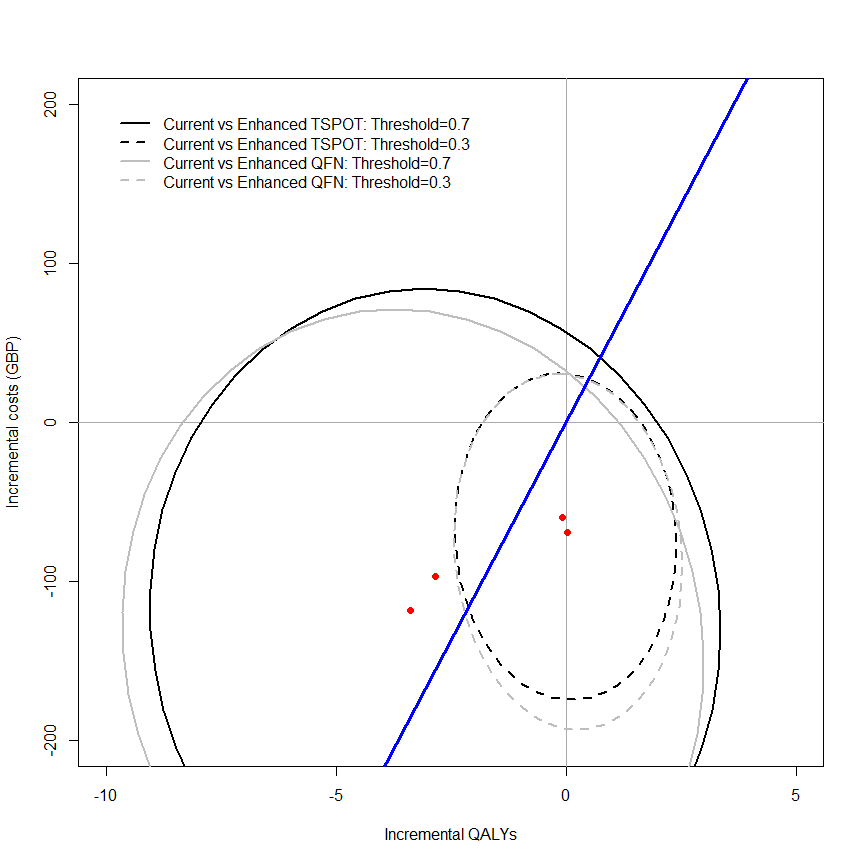 Current vs Enhanced TSPOT: Threshold=0.7
Current vs Enhanced TSPOT: Threshold=0.3
Current vs Enhanced QFN: Threshold=0.7
Current vs Enhanced QFN: Threshold=0.3
200
100
0
-100
-200
Incremental costs (GBP)
-10
-5
0
5
Incremental QALYs